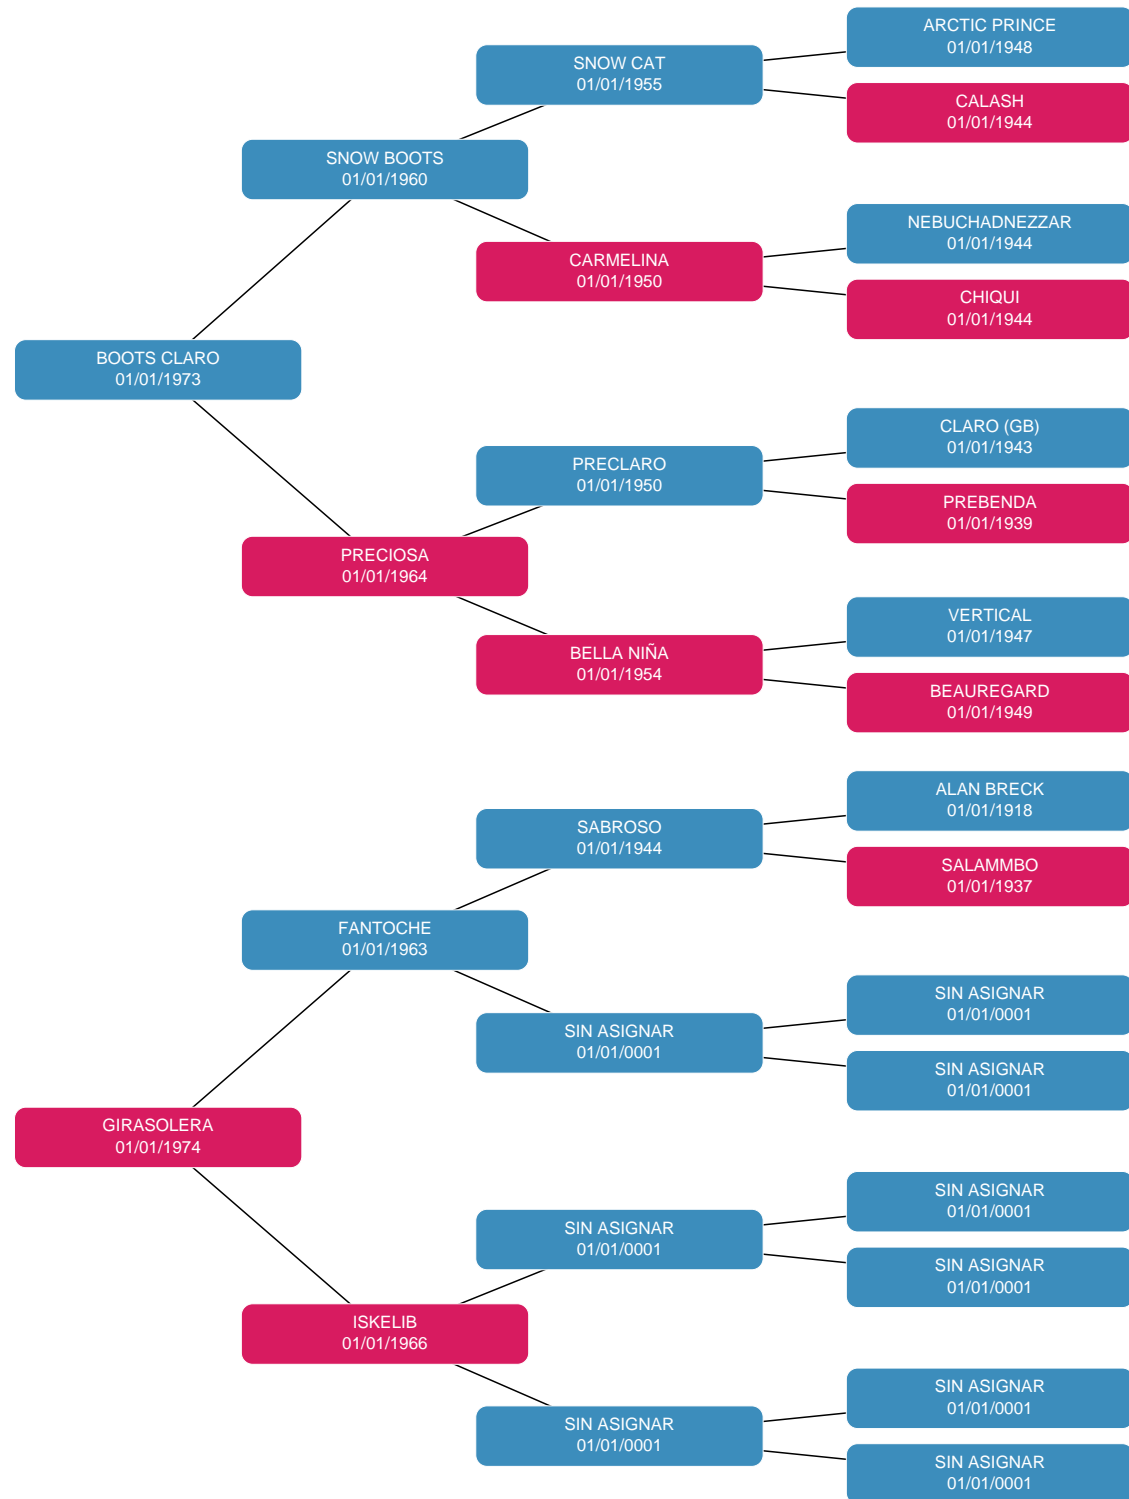 ARCTIC PRINCE
01/01/1948
SNOW CAT
01/01/1955
CALASH
01/01/1944
SNOW BOOTS
01/01/1960
NEBUCHADNEZZAR
01/01/1944
CARMELINA
01/01/1950
CHIQUI
01/01/1944
BOOTS CLARO
01/01/1973
CLARO (GB)
01/01/1943
PRECLARO
01/01/1950
PREBENDA
01/01/1939
PRECIOSA
01/01/1964
VERTICAL
01/01/1947
BELLA NIÑA
01/01/1954
BEAUREGARD
01/01/1949
ALAN BRECK
01/01/1918
SABROSO
01/01/1944
SALAMMBO
01/01/1937
FANTOCHE
01/01/1963
SIN ASIGNAR
01/01/0001
SIN ASIGNAR
01/01/0001
SIN ASIGNAR
01/01/0001
GIRASOLERA
01/01/1974
SIN ASIGNAR
01/01/0001
SIN ASIGNAR
01/01/0001
SIN ASIGNAR
01/01/0001
ISKELIB
01/01/1966
SIN ASIGNAR
01/01/0001
SIN ASIGNAR
01/01/0001
SIN ASIGNAR
01/01/0001